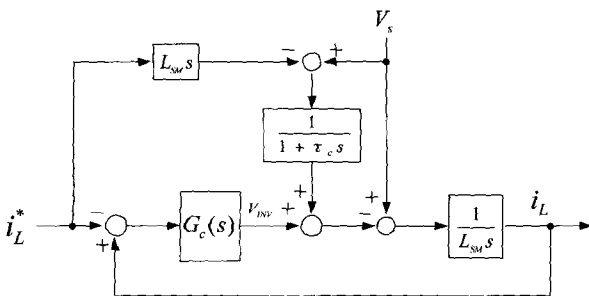 V_s
L_SM s
−
+
1
1 + τ_c s
+
+
i_L^*
−
+
G_c(s)
V_INV
+
−
1
L_SM s
i_L